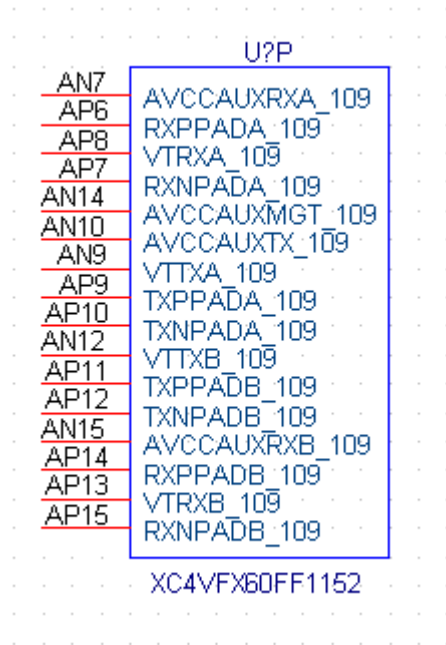 U?P
AN7 AVCCAUXRXA_109
AP6 RXPPADA_109
AP8 VTRXA_109
AP7 RXNPADA_109
AN14 AVCCAUXMGT_109
AN10 AVCCAUXTX_109
AN9 VTTXA_109
AP9 TXPPADA_109
AP10 TXNPADA_109
AN12 VTTXB_109
AP11 TXPPADB_109
AP12 TXNPADB_109
AN15 AVCCAUXRXB_109
AP14 RXPPADB_109
AP13 VTRXB_109
AP15 RXNPADB_109
XC4VFX60FF1152